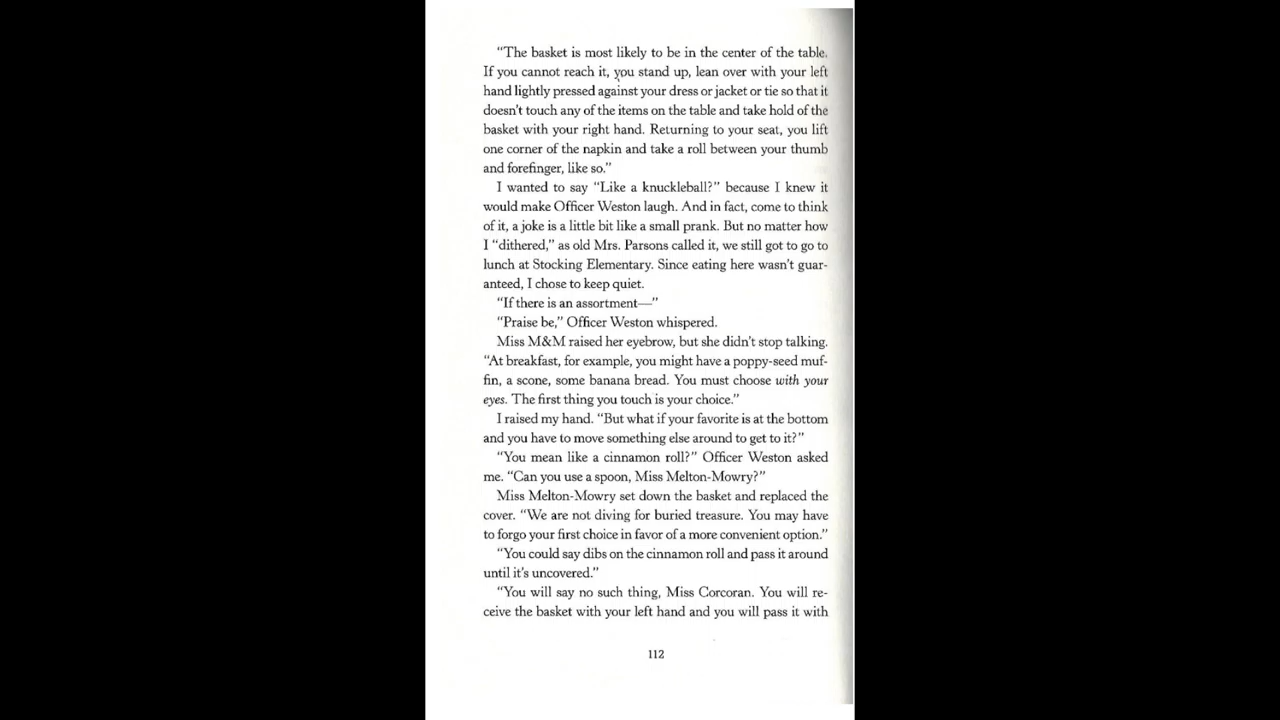 “The basket is most likely to be in the center of the table.
If you cannot reach it, you stand up, lean over with your left
hand lightly pressed against your dress or jacket or tie so that it
doesn’t touch any of the items on the table and take hold of the
basket with your right hand. Returning to your seat, you lift
one corner of the napkin and take a roll between your thumb
and forefinger, like so.”
I wanted to say “Like a knuckleball?” because I knew it
would make Officer Weston laugh. And in fact, come to think
of it, a joke is a little bit like a small prank. But no matter how
I “dithered,” as old Mrs. Parsons called it, we still got to go to
lunch at Stocking Elementary. Since eating here wasn’t guar-
anteed, I chose to keep quiet.
“If there is an assortment—”
“Praise be,” Officer Weston whispered.
Miss M&M raised her eyebrow, but she didn’t stop talking.
“At breakfast, for example, you might have a poppy-seed muf-
fin, a scone, some banana bread. You must choose with your
eyes. The first thing you touch is your choice.”
I raised my hand. “But what if your favorite is at the bottom
and you have to move something else around to get to it?”
“You mean like a cinnamon roll?” Officer Weston asked
me. “Can you use a spoon, Miss Melton-Mowry?”
Miss Melton-Mowry set down the basket and replaced the
cover. “We are not diving for buried treasure. You may have
to forgo your first choice in favor of a more convenient option.”
“You could say dibs on the cinnamon roll and pass it around
until it’s uncovered.”
“You will say no such thing, Miss Corcoran. You will re-
ceive the basket with your left hand and you will pass it with
112